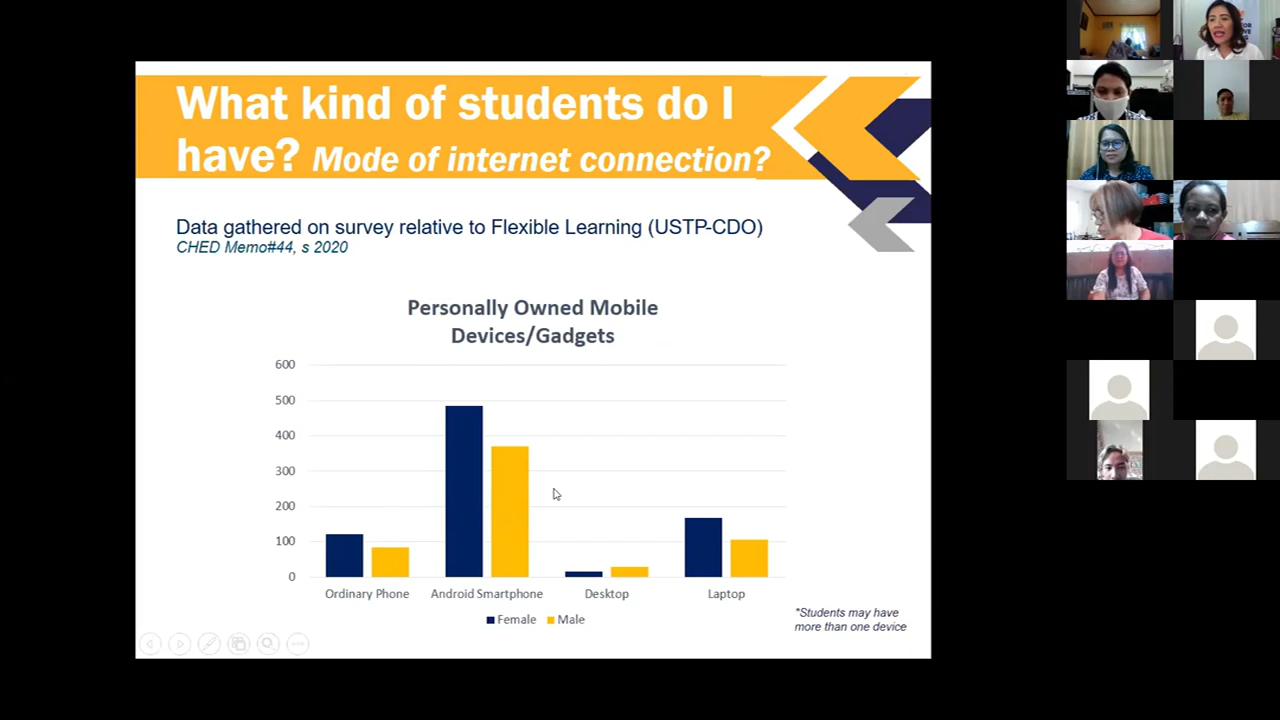 What kind of students do I
have? Mode of internet connection?
Data gathered on survey relative to Flexible Learning (USTP-CDO)
CHED Memo#44, s 2020
Personally Owned Mobile
Devices/Gadgets
600
500
400
300
200
100
0
Ordinary Phone Android Smartphone Desktop Laptop
Female Male
*Students may have
more than one device